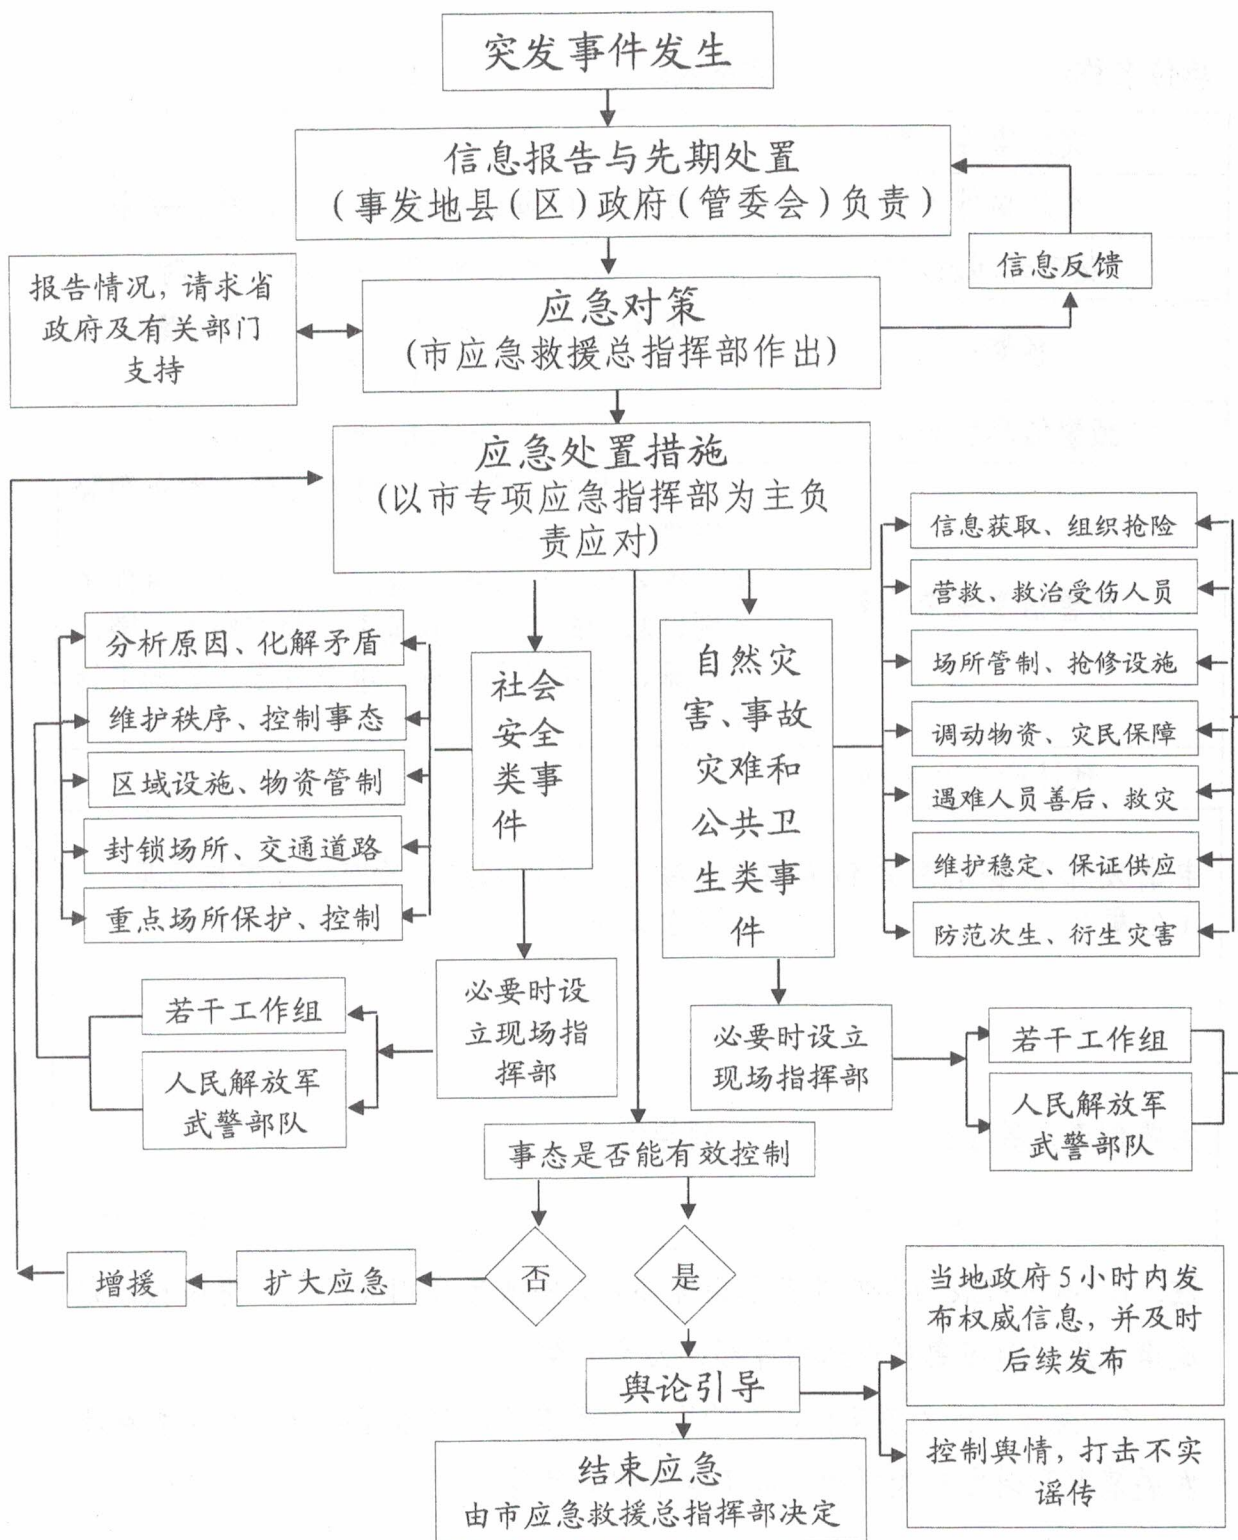 突发事件发生
信息报告与先期处置
（事发地县（区）政府（管委会）负责）
信息反馈
报告情况，请求省
政府及有关部门
支持
应急对策
(市应急救援总指挥部作出)
应急处置措施
(以市专项应急指挥部为主负
责应对)
分析原因、化解矛盾
维护秩序、控制事态
区域设施、物资管制
封锁场所、交通道路
重点场所保护、控制
社会
安全
类事
件
自然灾
害、事故
灾难和
公共卫
生类事
件
信息获取、组织抢险
营救、救治受伤人员
场所管制、抢修设施
调动物资、灾民保障
遇难人员善后、救灾
维护稳定、保证供应
防范次生、衍生灾害
若干工作组
人民解放军
武警部队
必要时设
立现场指
挥部
必要时设立
现场指挥部
若干工作组
人民解放军
武警部队
事态是否能有效控制
增援
扩大应急
否
是
舆论引导
当地政府5小时内发
布权威信息，并及时
后续发布
控制舆情，打击不实
谣传
结束应急
由市应急救援总指挥部决定